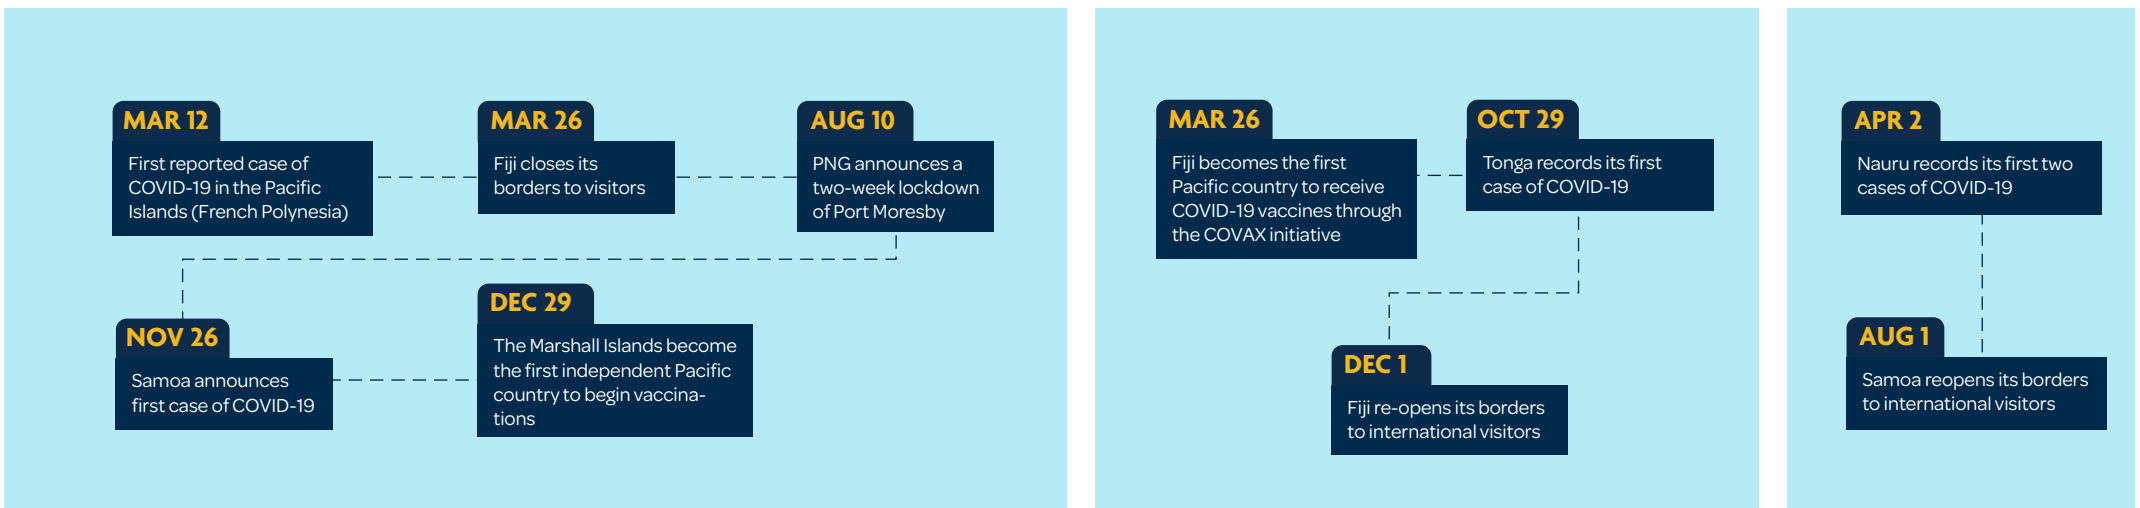 MAR 12
First reported case of
COVID-19 in the Pacific
Islands (French Polynesia)
MAR 26
Fiji closes its
borders to visitors
AUG 10
PNG announces a
two-week lockdown
of Port Moresby
NOV 26
Samoa announces
first case of COVID-19
DEC 29
The Marshall Islands become
the first independent Pacific
country to begin vaccina-
tions
MAR 26
Fiji becomes the first
Pacific country to receive
COVID-19 vaccines through
the COVAX initiative
OCT 29
Tonga records its first
case of COVID-19
DEC 1
Fiji re-opens its borders
to international visitors
APR 2
Nauru records its first two
cases of COVID-19
AUG 1
Samoa reopens its borders
to international visitors